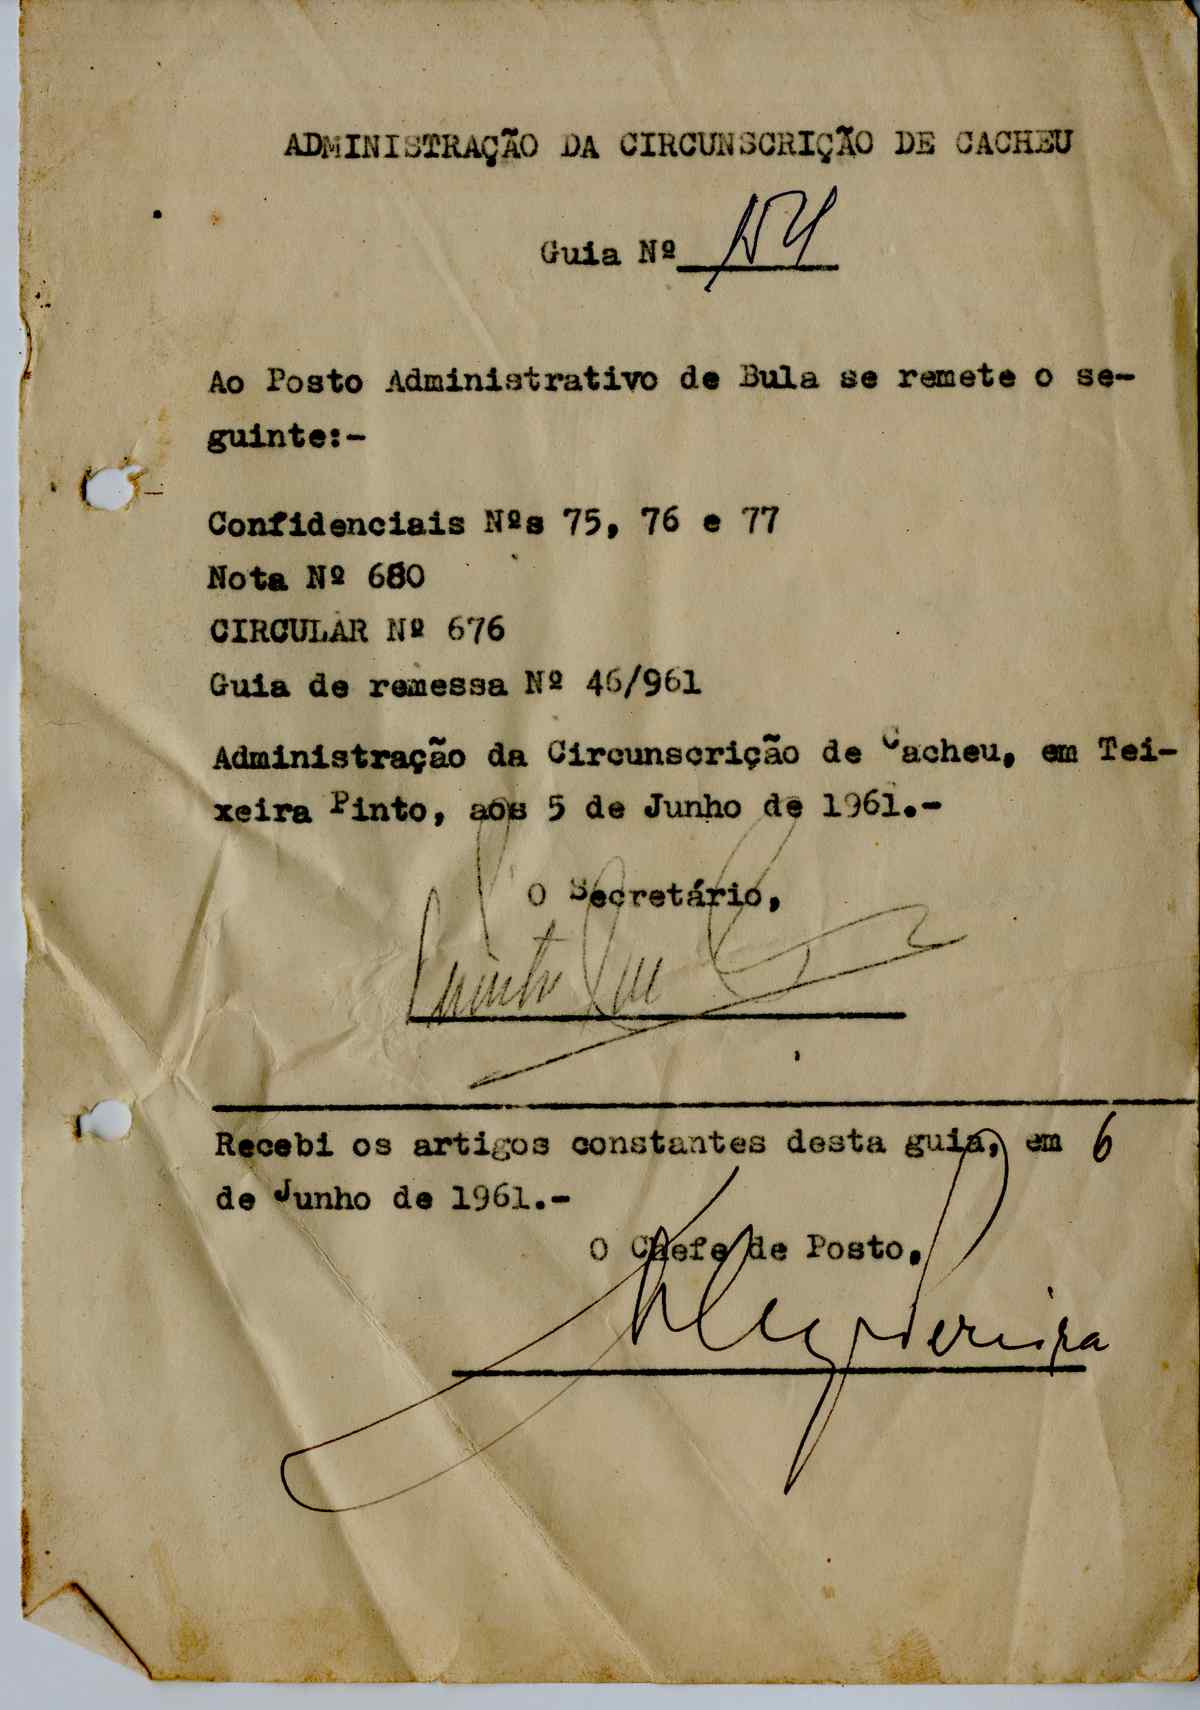 ADMINISTRAÇÃO DA CIRCUNSCRIÇÃO DE CACHEU
Guia Nº 154
Ao Posto Administrativo de Bula se remete o se-
guinte:-
Confidenciais Nºs 75, 76 e 77
Nota Nº 680
CIRCULAR Nº 676
Guia de remessa Nº 46/961
Administração da Circunscrição de Cacheu, em Tei-
xeira Pinto, aos 5 de Junho de 1961.-
O Secretário,
Recebi os artigos constantes desta guia, em 6
de Junho de 1961.-
O Chefe de Posto,
Pereira